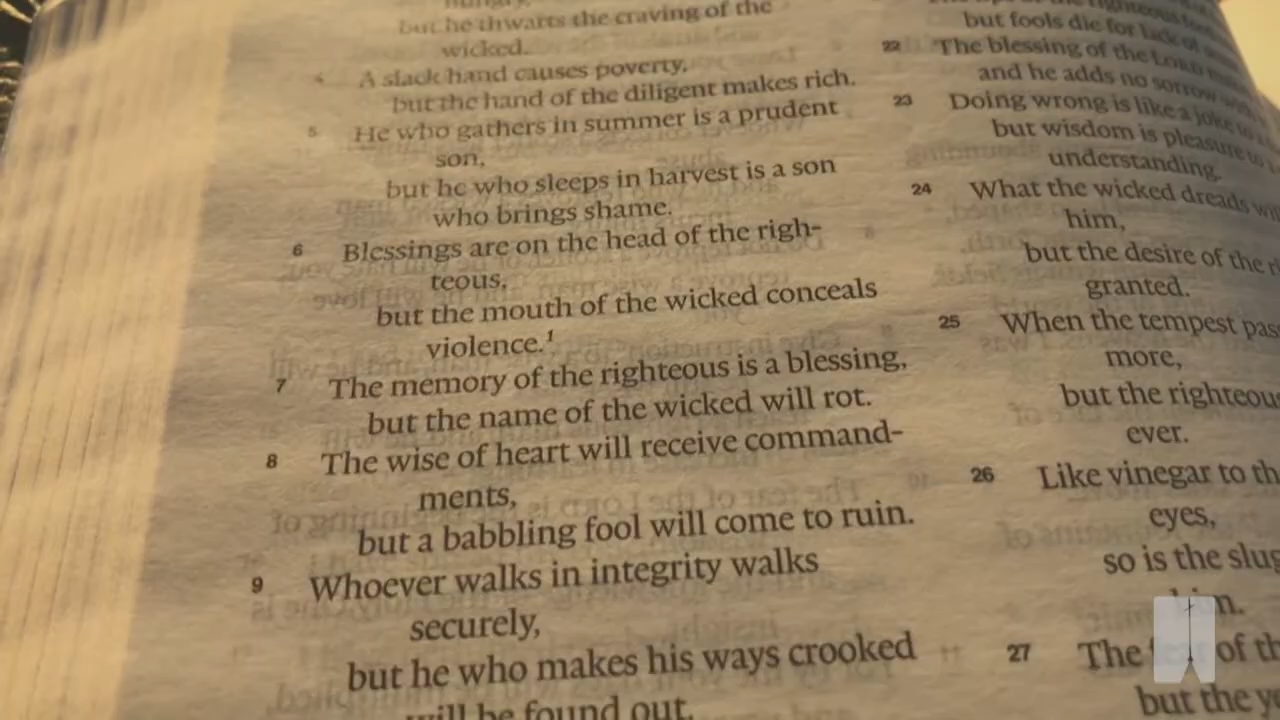 but he thwarts the craving of the
wicked.
4 A slack hand causes poverty,
but the hand of the diligent makes rich.
5 He who gathers in summer is a prudent
son,
but he who sleeps in harvest is a son
who brings shame.
6 Blessings are on the head of the righ-
teous,
but the mouth of the wicked conceals
violence.¹
7 The memory of the righteous is a blessing,
but the name of the wicked will rot.
8 The wise of heart will receive command-
ments,
but a babbling fool will come to ruin.
9 Whoever walks in integrity walks
securely,
but he who makes his ways crooked
will be found out.
but fools die for lack of
22 The blessing of the LORD
and he adds no sorrow
23 Doing wrong is like a joke to
but wisdom is pleasure to
understanding.
24 What the wicked dreads
him,
but the desire of the
granted.
25 When the tempest
more,
but the
ever.
26 Like vinegar to
eyes,
so is the
27 The of
but the